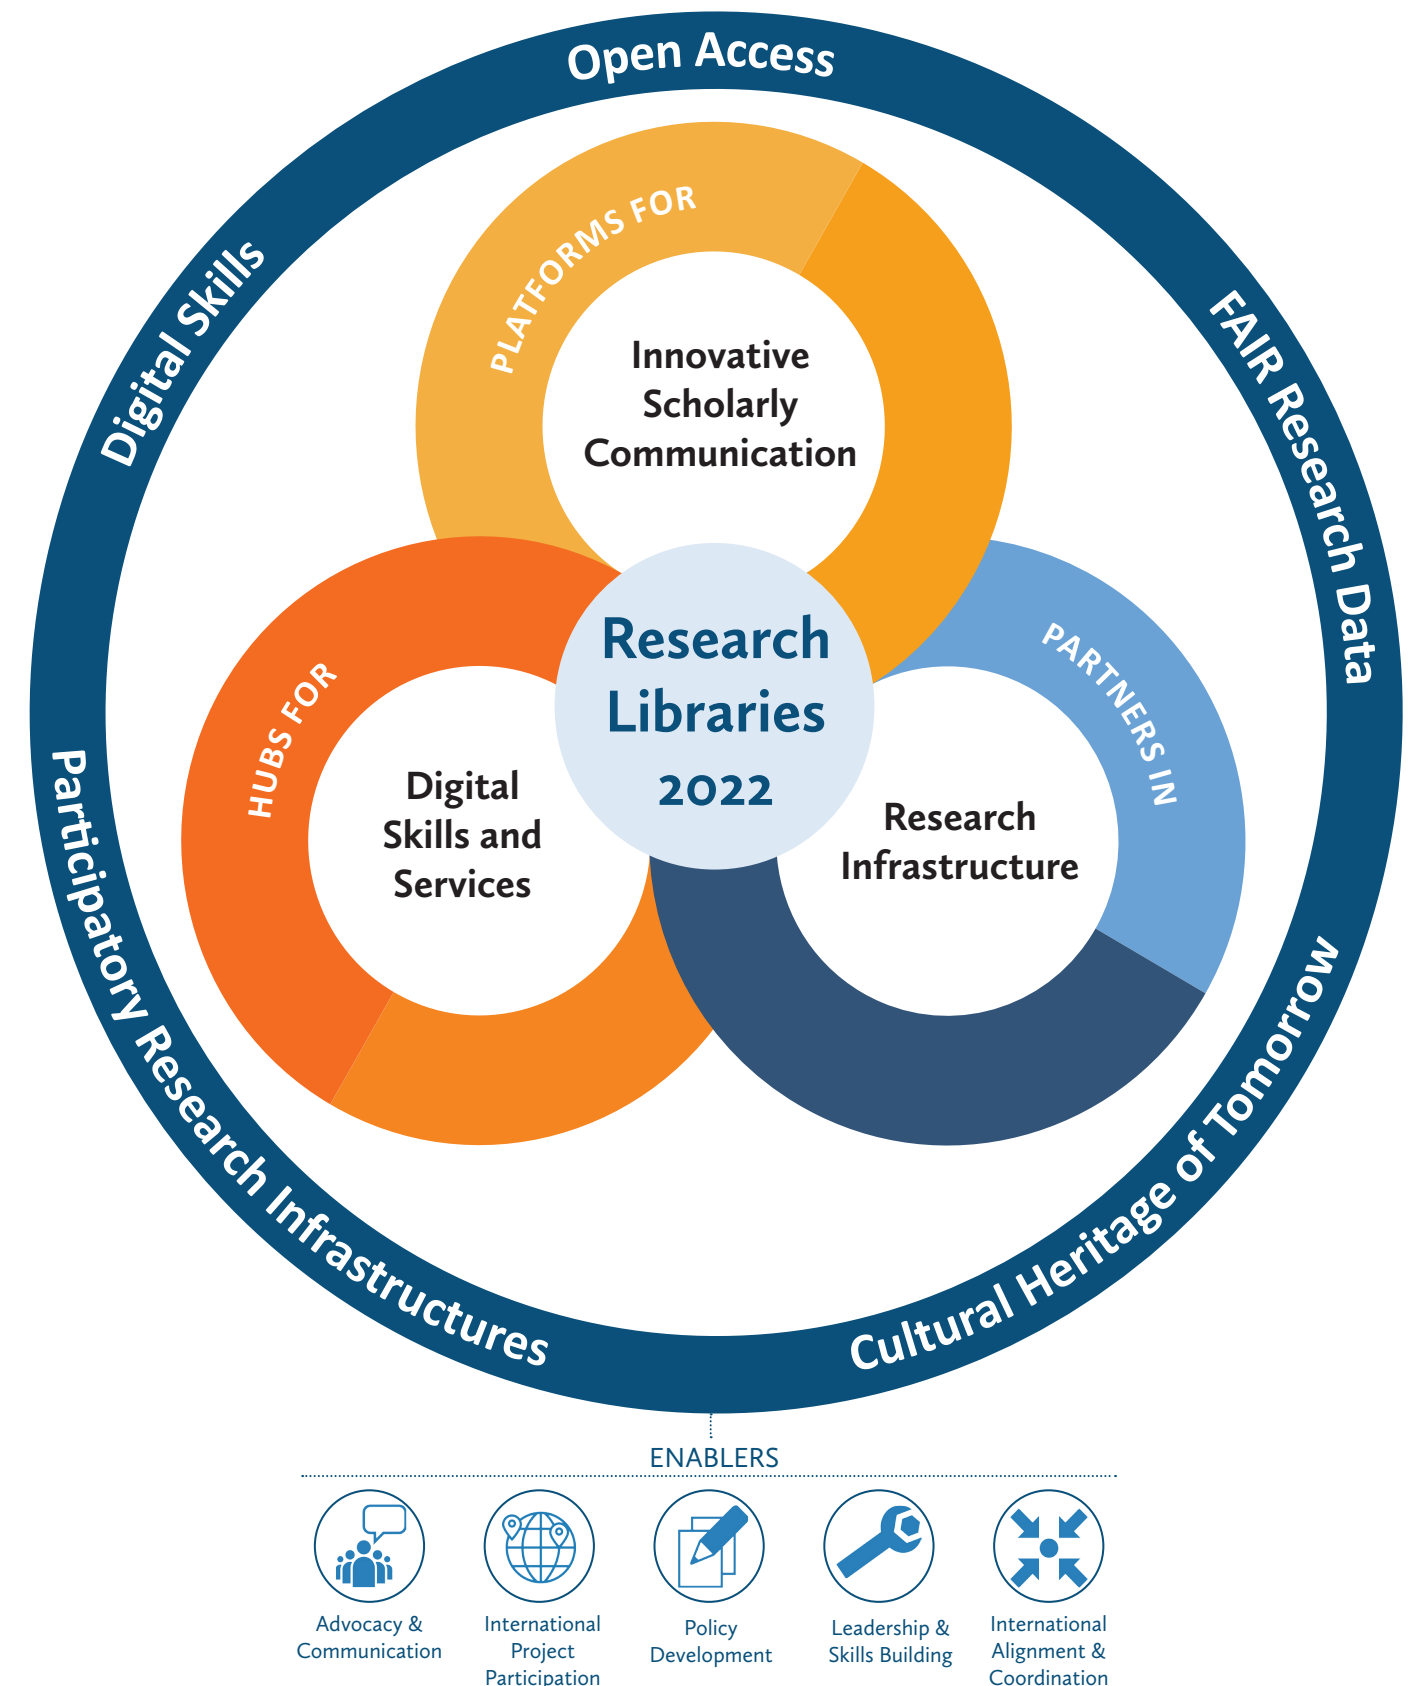 Open Access
Digital Skills
FAIR Research Data
Participatory Research Infrastructures
Cultural Heritage of Tomorrow
PLATFORMS FOR
Innovative
Scholarly
Communication
HUBS FOR
Digital
Skills and
Services
PARTNERS IN
Research
Infrastructure
Research
Libraries
2022
ENABLERS
Advocacy &
Communication
International
Project
Participation
Policy
Development
Leadership &
Skills Building
International
Alignment &
Coordination